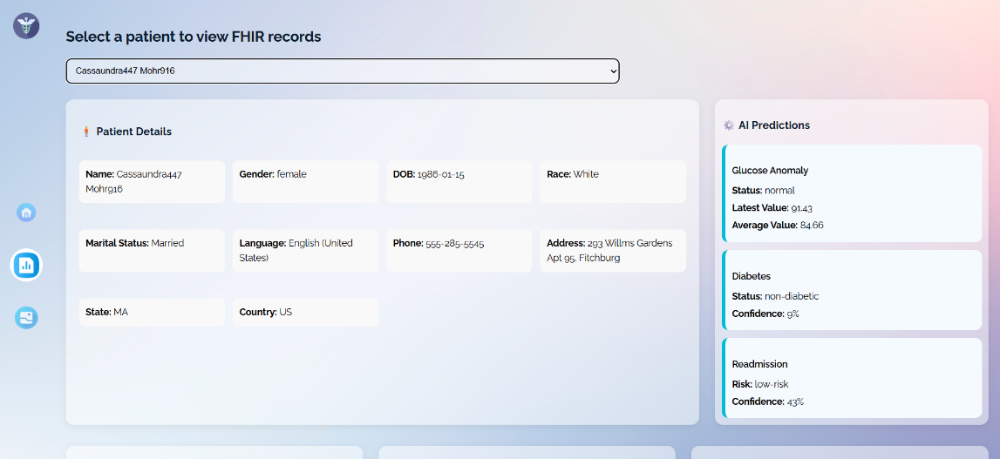 Select a patient to view FHIR records
Cassaundra447 Mohr916
Patient Details
Name: Cassaundra447
Mohr916
Gender: female
DOB: 1986-01-15
Race: White
Marital Status: Married
Language: English (United
States)
Phone: 555-285-5545
Address: 293 Willms Gardens
Apt 95, Fitchburg
State: MA
Country: US
AI Predictions
Glucose Anomaly
Status: normal
Latest Value: 91.43
Average Value: 84.66
Diabetes
Status: non-diabetic
Confidence: 9%
Readmission
Risk: low-risk
Confidence: 43%